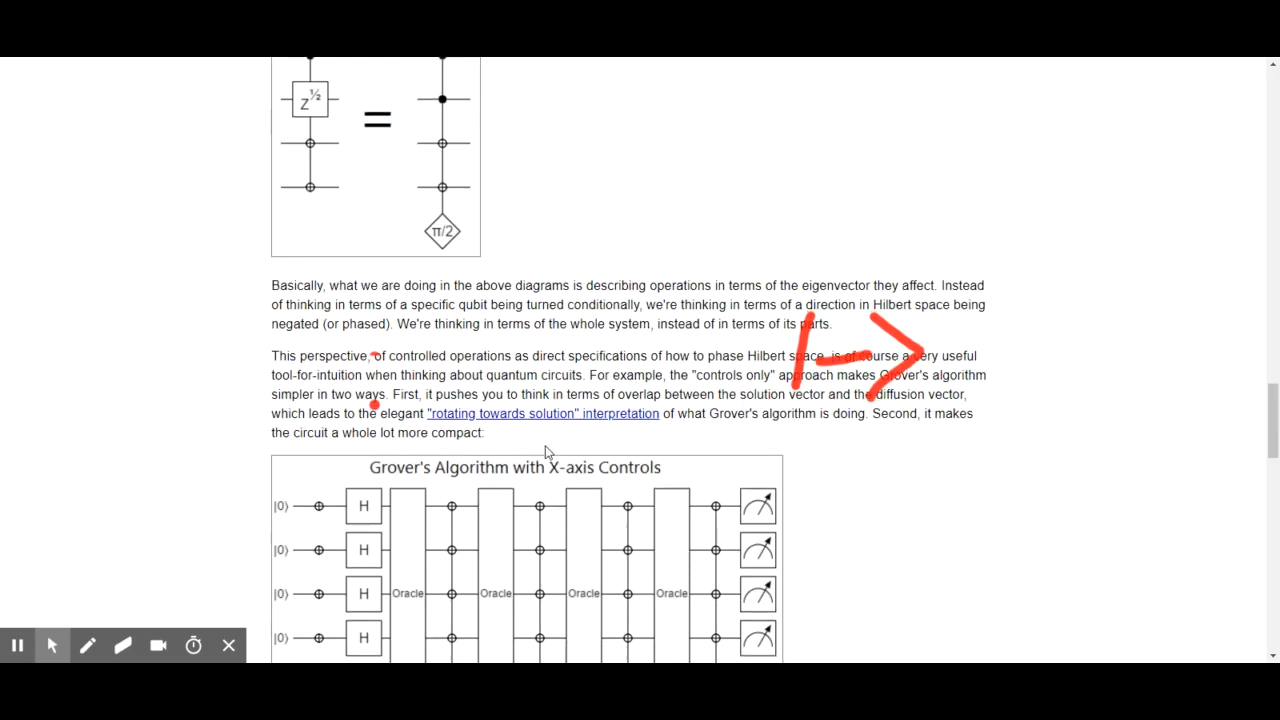 Z½
=
π/2
Basically, what we are doing in the above diagrams is describing operations in terms of the eigenvector they affect. Instead
of thinking in terms of a specific qubit being turned conditionally, we're thinking in terms of a direction in Hilbert space being
negated (or phased). We're thinking in terms of the whole system, instead of in terms of its parts.
This perspective, of controlled operations as direct specifications of how to phase Hilbert space, is of course a very useful
tool-for-intuition when thinking about quantum circuits. For example, the "controls only" approach makes Grover's algorithm
simpler in two ways. First, it pushes you to think in terms of overlap between the solution vector and the diffusion vector,
which leads to the elegant "rotating towards solution" interpretation of what Grover's algorithm is doing. Second, it makes
the circuit a whole lot more compact:
|->
Grover's Algorithm with X-axis Controls
|0⟩ H
|0⟩ H
|0⟩ H Oracle Oracle Oracle Oracle
|0⟩ H